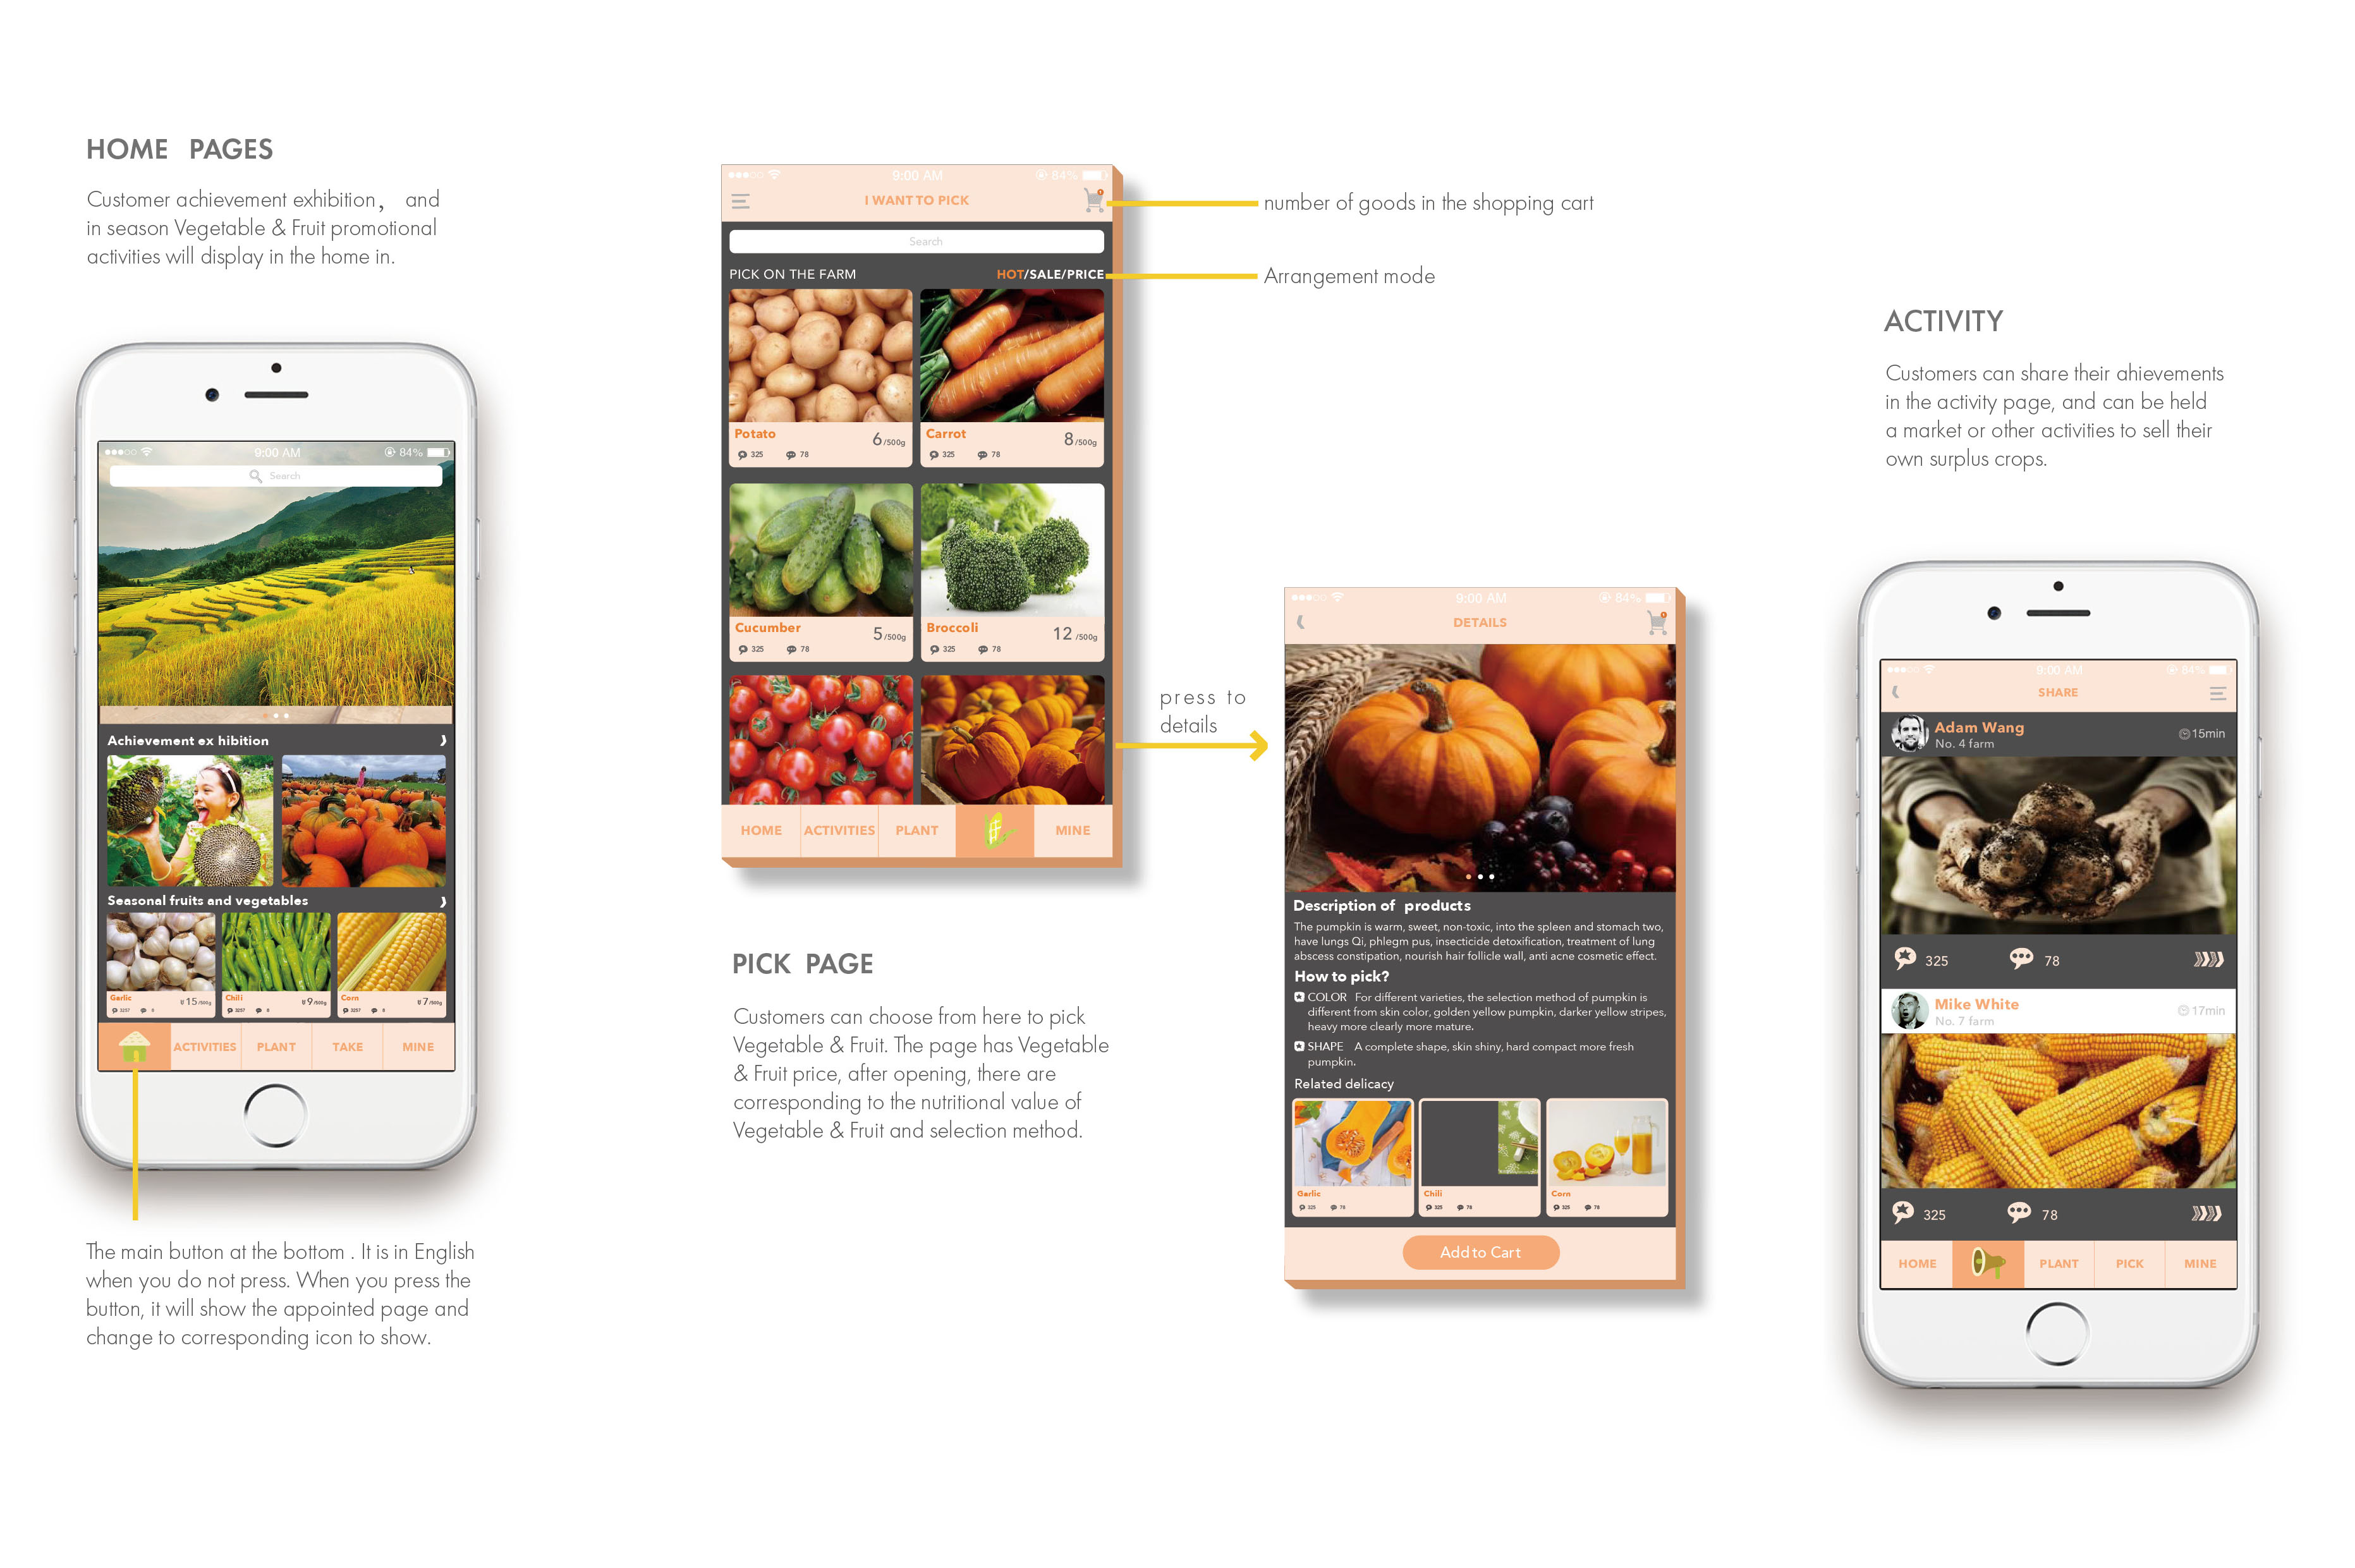 HOME PAGES
Customer achievement exhibition， and
in season Vegetable & Fruit promotional
activities will display in the home in.
9:00 AM
84%
Search
Achievement ex hibition
Seasonal fruits and vegetables
Garlic
¥15/500g
3257 8
Chili
¥9/500g
3257 8
Corn
¥7/500g
3257 8
ACTIVITIES PLANT TAKE MINE
The main button at the bottom . It is in English
when you do not press. When you press the
button, it will show the appointed page and
change to corresponding icon to show.
9:00 AM
84%
I WANT TO PICK
Search
PICK ON THE FARM HOT/SALE/PRICE
Potato 6/500g
325 78
Carrot 8/500g
325 78
Cucumber 5/500g
325 78
Broccoli 12 /500g
325 78
HOME ACTIVITIES PLANT MINE
number of goods in the shopping cart
Arrangement mode
press to
details
PICK PAGE
Customers can choose from here to pick
Vegetable & Fruit. The page has Vegetable
& Fruit price, after opening, there are
corresponding to the nutritional value of
Vegetable & Fruit and selection method.
9:00 AM
84%
DETAILS
Description of products
The pumpkin is warm, sweet, non-toxic, into the spleen and stomach two,
have lungs Qi, phlegm pus, insecticide detoxification, treatment of lung
abscess constipation, nourish hair follicle wall, anti acne cosmetic effect.
How to pick?
COLOR For different varieties, the selection method of pumpkin is
different from skin color, golden yellow pumpkin, darker yellow stripes,
heavy more clearly more mature.
SHAPE A complete shape, skin shiny, hard compact more fresh
pumpkin.
Related delicacy
Garlic
325 78
Chili
325 78
Corn
325 78
Add to Cart
ACTIVITY
Customers can share their ahievements
in the activity page, and can be held
a market or other activities to sell their
own surplus crops.
9:00 AM
84%
SHARE
Adam Wang
No. 4 farm
15min
325 78
Mike White
No. 7 farm
17min
325 78
HOME PLANT PICK MINE